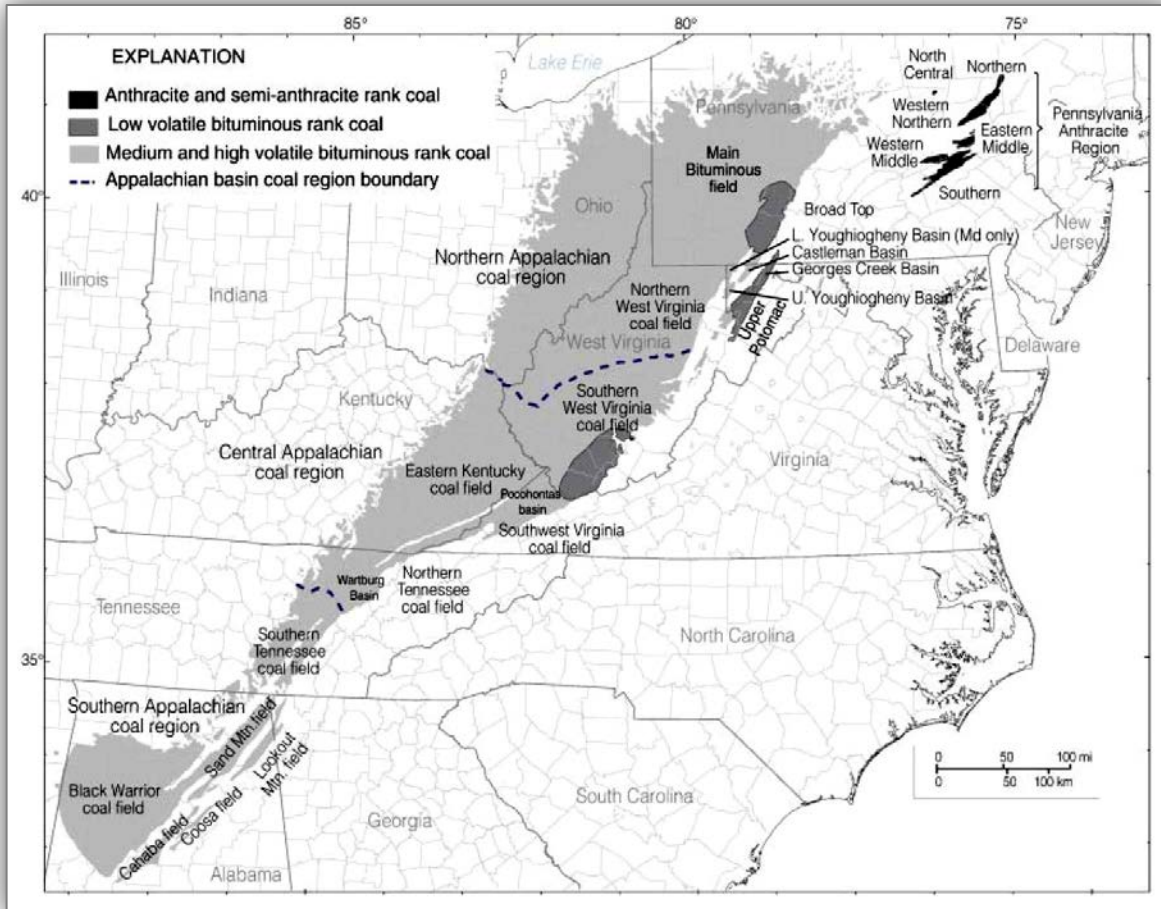 85°
80°
75°
EXPLANATION
Anthracite and semi-anthracite rank coal
Low volatile bituminous rank coal
Medium and high volatile bituminous rank coal
Appalachian basin coal region boundary
Lake Erie
North
Central
Northern
Western
Northern
Eastern
Middle
Western
Middle
Southern
Pennsylvania
Anthracite
Region
Pennsylvania
Main
Bituminous
field
40°
Ohio
Broad Top
L. Youghiogheny Basin (Md only)
Castleman Basin
Georges Creek Basin
U. Youghiogheny Basin
Upper
Potomac
New
Jersey
Delaware
Illinois
Indiana
Northern Appalachian
coal region
Northern
West Virginia
coal field
West Virginia
Southern
West Virginia
coal field
Kentucky
Central Appalachian
coal region
Eastern Kentucky
coal field
Pocohontas
basin
Southwest Virginia
coal field
Virginia
Wartburg
Basin
Northern
Tennessee
coal field
Tennessee
Southern
Tennessee
coal field
North Carolina
35°
Southern Appalachian
coal region
Sand Mtn.field
Lookout
Mtn. field
Black Warrior
coal field
Cahaba field
Coosa field
Alabama
Georgia
South Carolina
0 50 100 mi
0 50 100 km